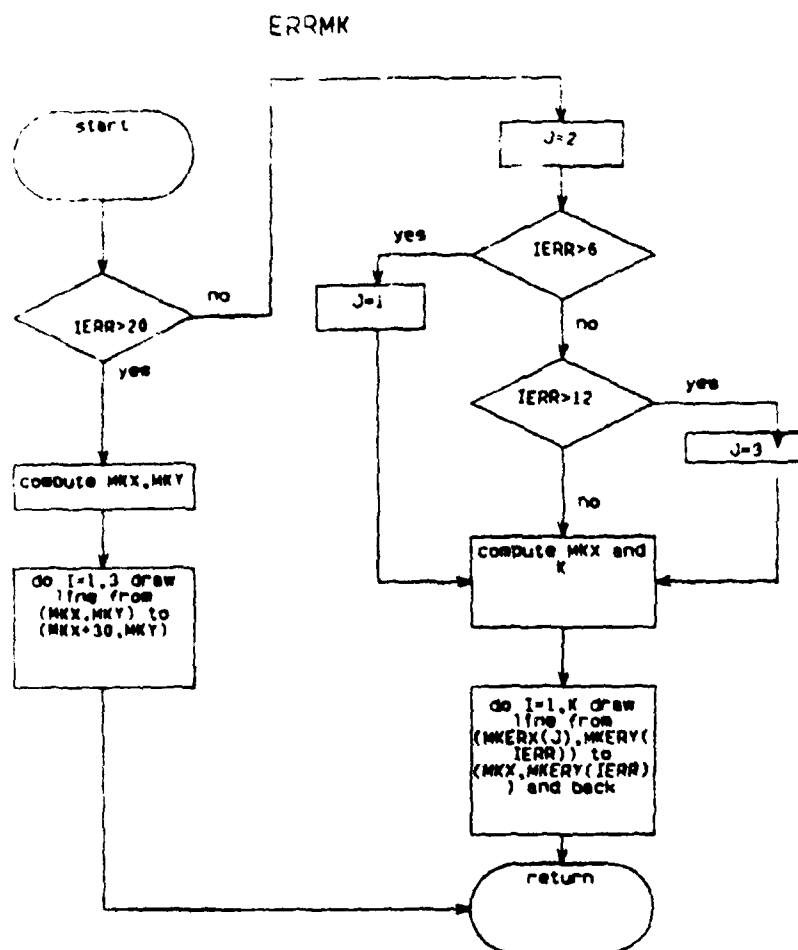 ERRMK
start
IERR>20
no
yes
compute MKX,MKY
do I=1,3 draw
line from
(MKX,MKY) to
(MKX+30,MKY)
J=2
IERR>6
yes
J=1
no
IERR>12
yes
J=3
no
compute MKX and
K
do I=1,K draw
line from
(MKERX(J),MKERY(
IERR)) to
(MKX,MKERY(IERR)
) and back
return